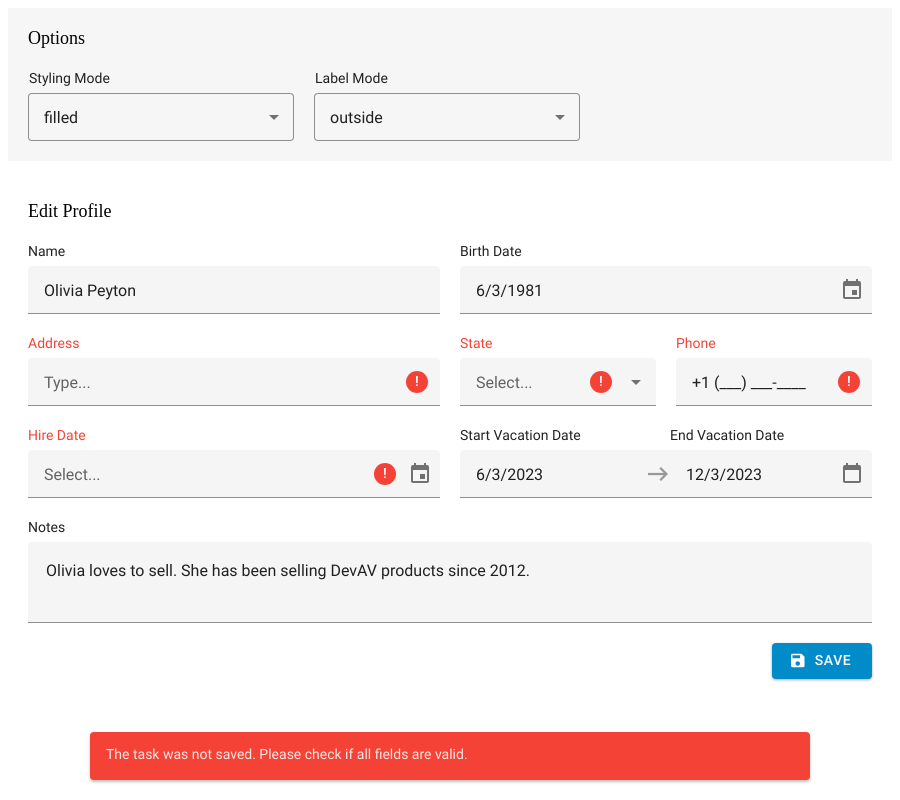 Options
Styling Mode Label Mode
filled outside
Edit Profile
Name Birth Date
Olivia Peyton 6/3/1981
Address State Phone
Type... Select... +1 (___) ___-____
Hire Date Start Vacation Date End Vacation Date
Select... 6/3/2023 12/3/2023
Notes
Olivia loves to sell. She has been selling DevAV products since 2012.
SAVE
The task was not saved. Please check if all fields are valid.